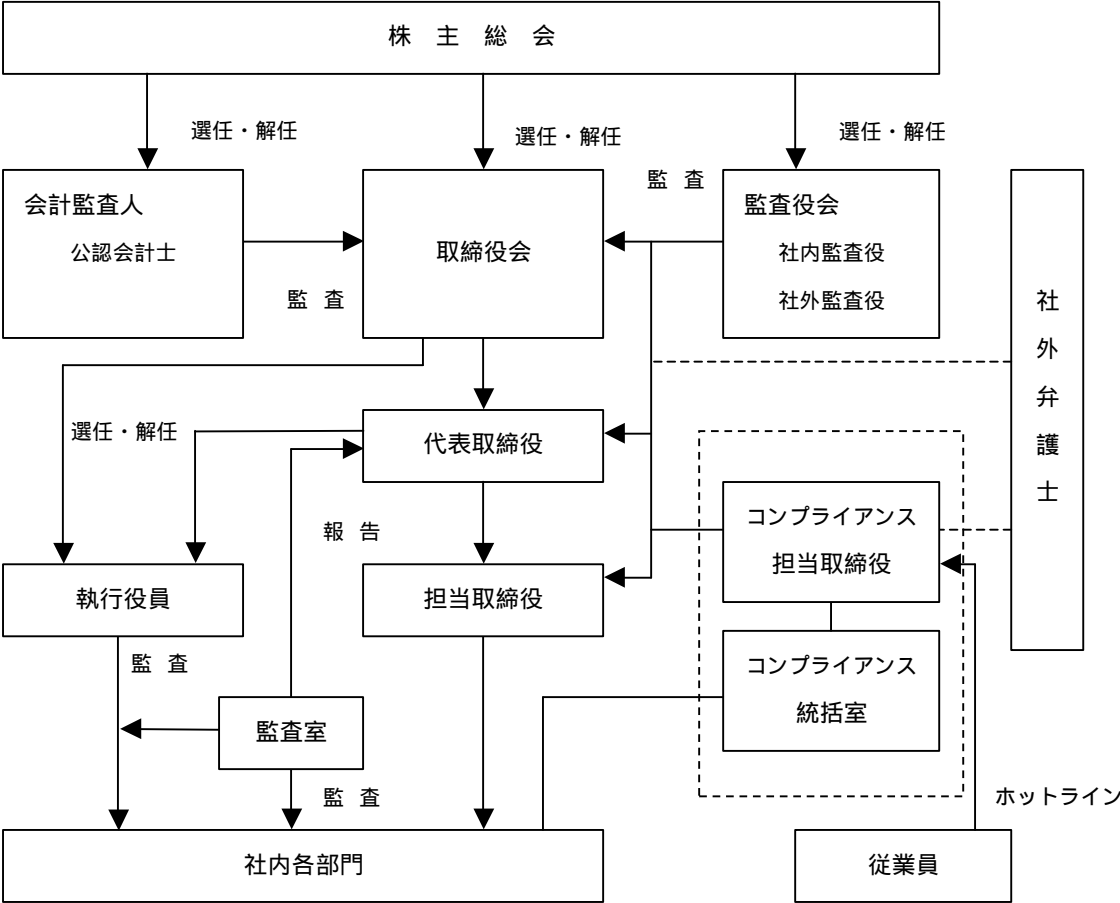 株 主 総 会
選任・解任
選任・解任
選任・解任
監 査
会計監査人
公認会計士
監 査
取締役会
監査役会
社内監査役
社外監査役
社外弁護士
選任・解任
代表取締役
報 告
コンプライアンス
担当取締役
執行役員
担当取締役
監 査
コンプライアンス
統括室
監査室
監 査
ホットライン
社内各部門
従業員